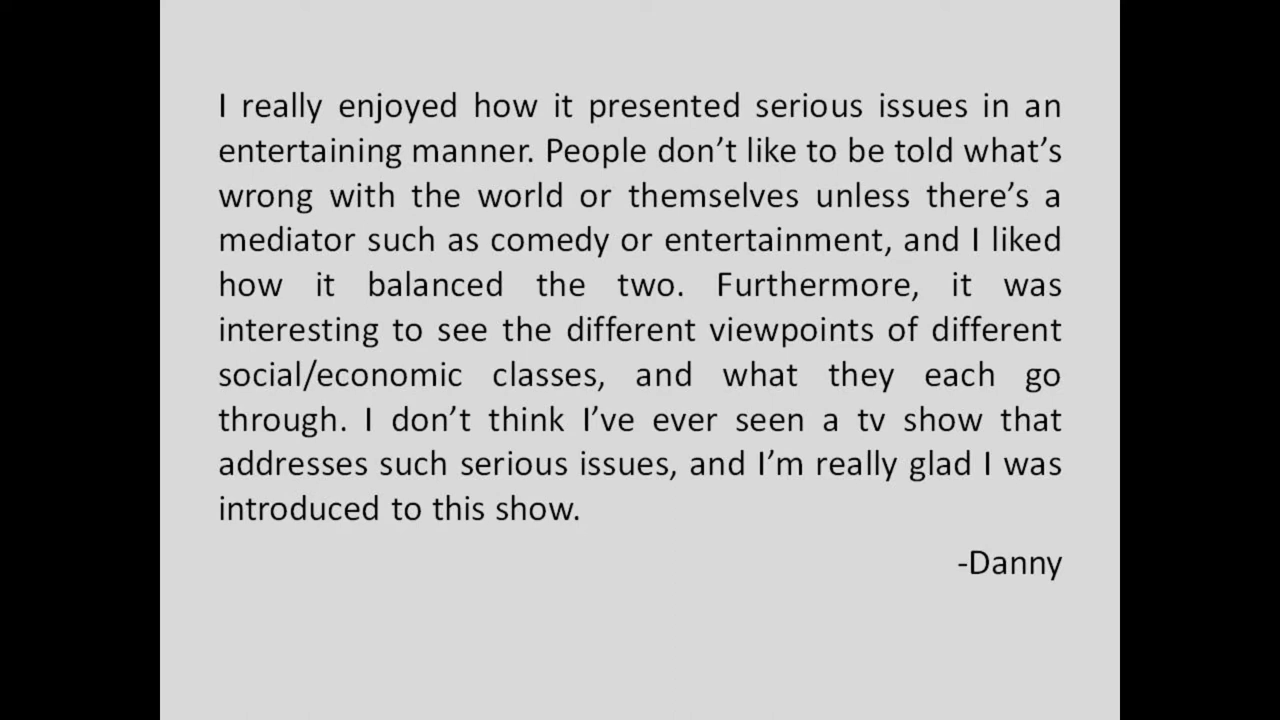 I really enjoyed how it presented serious issues in an
entertaining manner. People don’t like to be told what’s
wrong with the world or themselves unless there’s a
mediator such as comedy or entertainment, and I liked
how it balanced the two. Furthermore, it was
interesting to see the different viewpoints of different
social/economic classes, and what they each go
through. I don’t think I’ve ever seen a tv show that
addresses such serious issues, and I’m really glad I was
introduced to this show.
-Danny